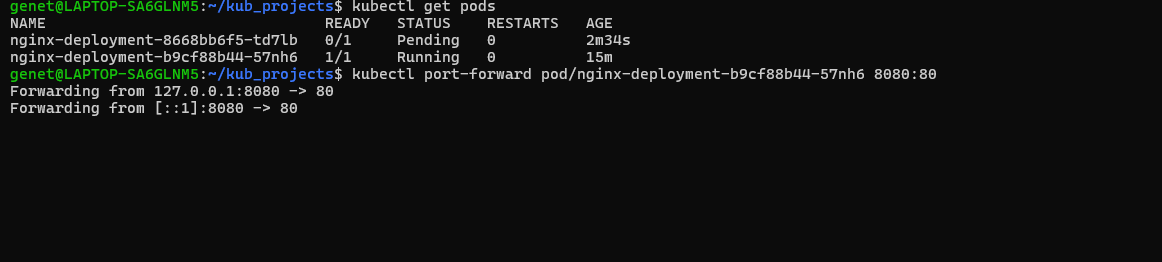 genet@LAPTOP-SA6GLNM5:~/kub_projects$ kubectl get pods
NAME                                READY   STATUS    RESTARTS   AGE
nginx-deployment-8668bb6f5-td7lb   0/1     Pending   0          2m34s
nginx-deployment-b9cf88b44-57nh6   1/1     Running   0          15m
genet@LAPTOP-SA6GLNM5:~/kub_projects$ kubectl port-forward pod/nginx-deployment-b9cf88b44-57nh6 8080:80
Forwarding from 127.0.0.1:8080 -> 80
Forwarding from [::1]:8080 -> 80